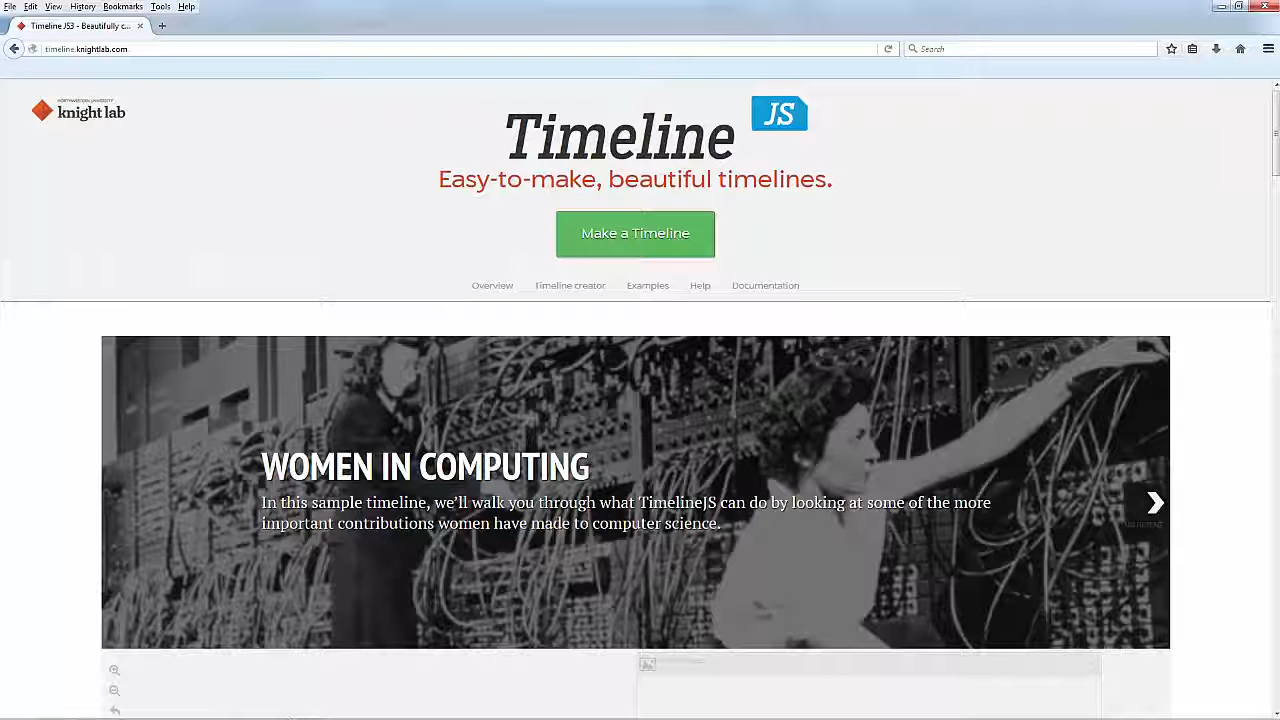 File Edit View History Bookmarks Tools Help
Timeline JS3 - Beautifully c...
timeline.knightlab.com
Search
NORTHWESTERN UNIVERSITY
knight lab
Timeline JS
Easy-to-make, beautiful timelines.
Make a Timeline
Overview Timeline creator Examples Help Documentation
WOMEN IN COMPUTING
In this sample timeline, we'll walk you through what TimelineJS can do by looking at some of the more
important contributions women have made to computer science.